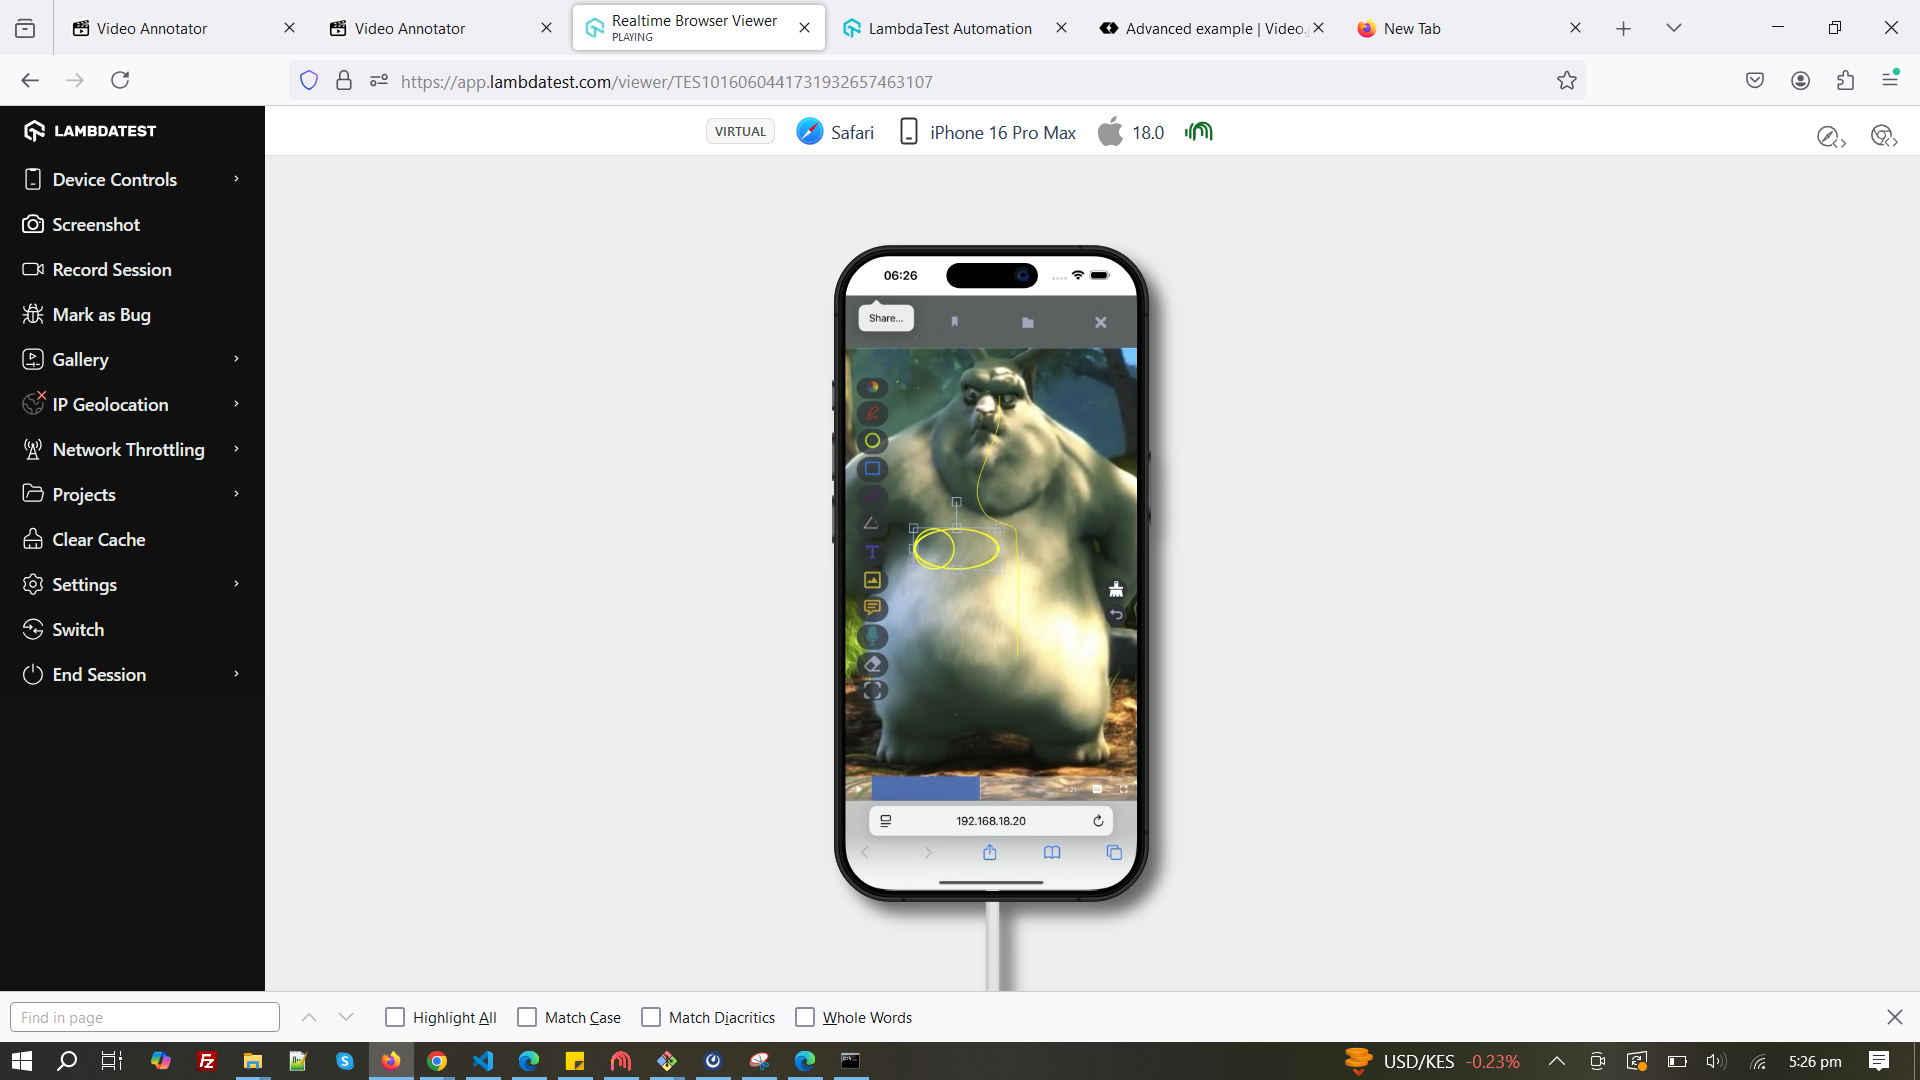 Video Annotator
Video Annotator
Realtime Browser Viewer
PLAYING
LambdaTest Automation
Advanced example | Video.j
New Tab
https://app.lambdatest.com/viewer/TES1016060441731932657463107
LAMBDATEST
Device Controls
Screenshot
Record Session
Mark as Bug
Gallery
IP Geolocation
Network Throttling
Projects
Clear Cache
Settings
Switch
End Session
VIRTUAL
Safari
iPhone 16 Pro Max
18.0
06:26
Share...
T
-4:21
192.168.18.20
Find in page
Highlight All
Match Case
Match Diacritics
Whole Words
USD/KES -0.23%
5:26 pm